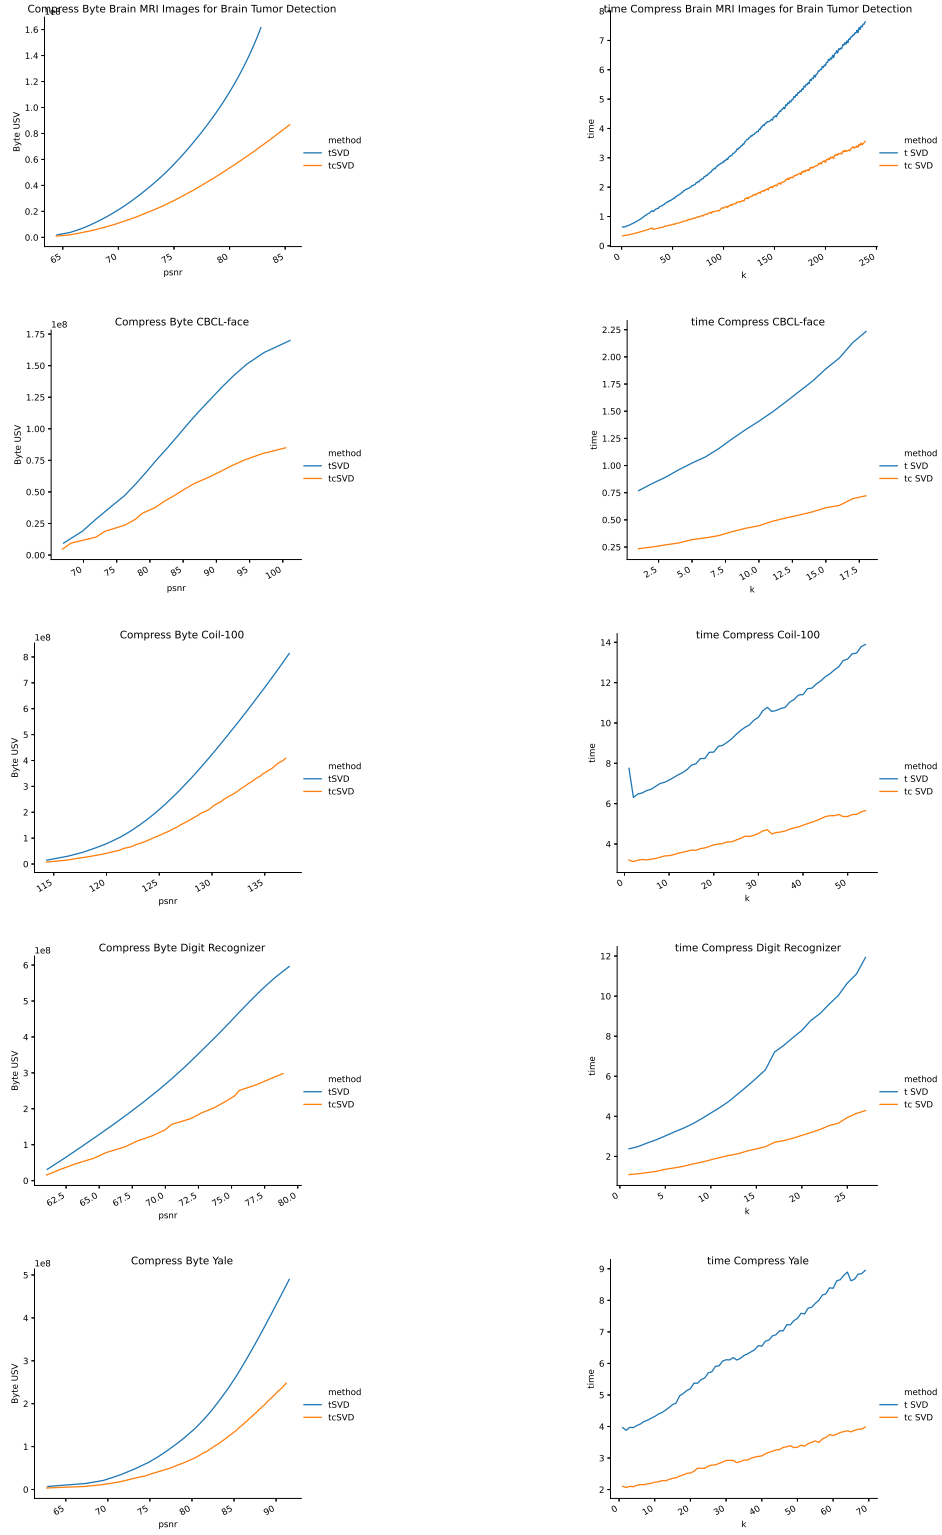 Compress Byte Brain MRI Images for Brain Tumor Detection
1e8
1.6
1.4
1.2
1.0
0.8
0.6
0.4
0.2
0.0
Byte USV
65
70
75
80
85
psnr
method
tSVD
tcSVD
time Compress Brain MRI Images for Brain Tumor Detection
8
7
6
5
4
3
2
1
0
time
0
50
100
150
200
250
k
method
t SVD
tc SVD
Compress Byte CBCL-face
1e8
1.75
1.50
1.25
1.00
0.75
0.50
0.25
0.00
Byte USV
70
75
80
85
90
95
100
psnr
method
tSVD
tcSVD
time Compress CBCL-face
2.25
2.00
1.75
1.50
1.25
1.00
0.75
0.50
0.25
time
2.5
5.0
7.5
10.0
12.5
15.0
17.5
k
method
t SVD
tc SVD
Compress Byte Coil-100
1e8
8
7
6
5
4
3
2
1
0
Byte USV
115
120
125
130
135
psnr
method
tSVD
tcSVD
time Compress Coil-100
14
12
10
8
6
4
time
0
10
20
30
40
50
k
method
t SVD
tc SVD
Compress Byte Digit Recognizer
1e8
6
5
4
3
2
1
0
Byte USV
62.5
65.0
67.5
70.0
72.5
75.0
77.5
80.0
psnr
method
tSVD
tcSVD
time Compress Digit Recognizer
12
10
8
6
4
2
time
0
5
10
15
20
25
k
method
t SVD
tc SVD
Compress Byte Yale
1e8
5
4
3
2
1
0
Byte USV
65
70
75
80
85
90
psnr
method
tSVD
tcSVD
time Compress Yale
9
8
7
6
5
4
3
2
time
0
10
20
30
40
50
60
70
k
method
t SVD
tc SVD